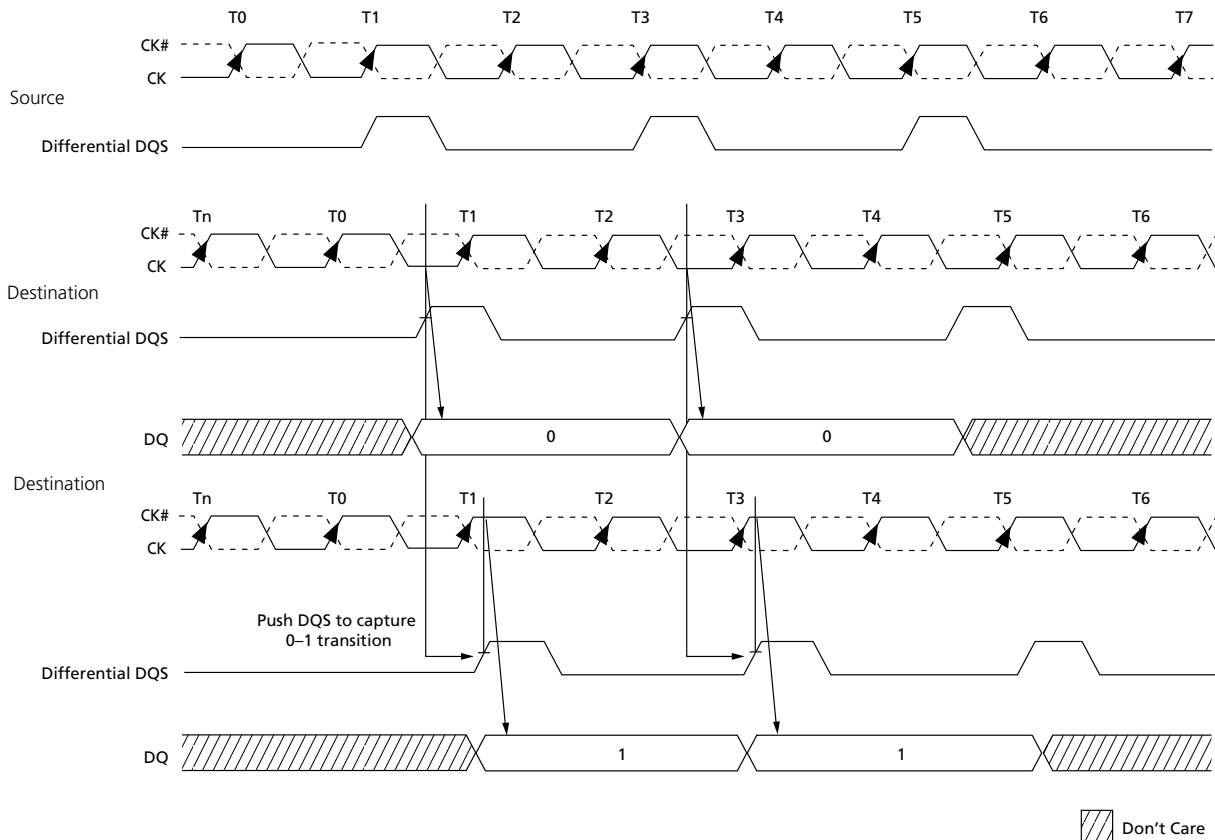 T0 T1 T2 T3 T4 T5 T6 T7
CK#
CK
Source
Differential DQS
Tn T0 T1 T2 T3 T4 T5 T6
CK#
CK
Destination
Differential DQS
DQ 0 0
Destination
Tn T0 T1 T2 T3 T4 T5 T6
CK#
CK
Push DQS to capture
0–1 transition
Differential DQS
DQ 1 1
Don't Care